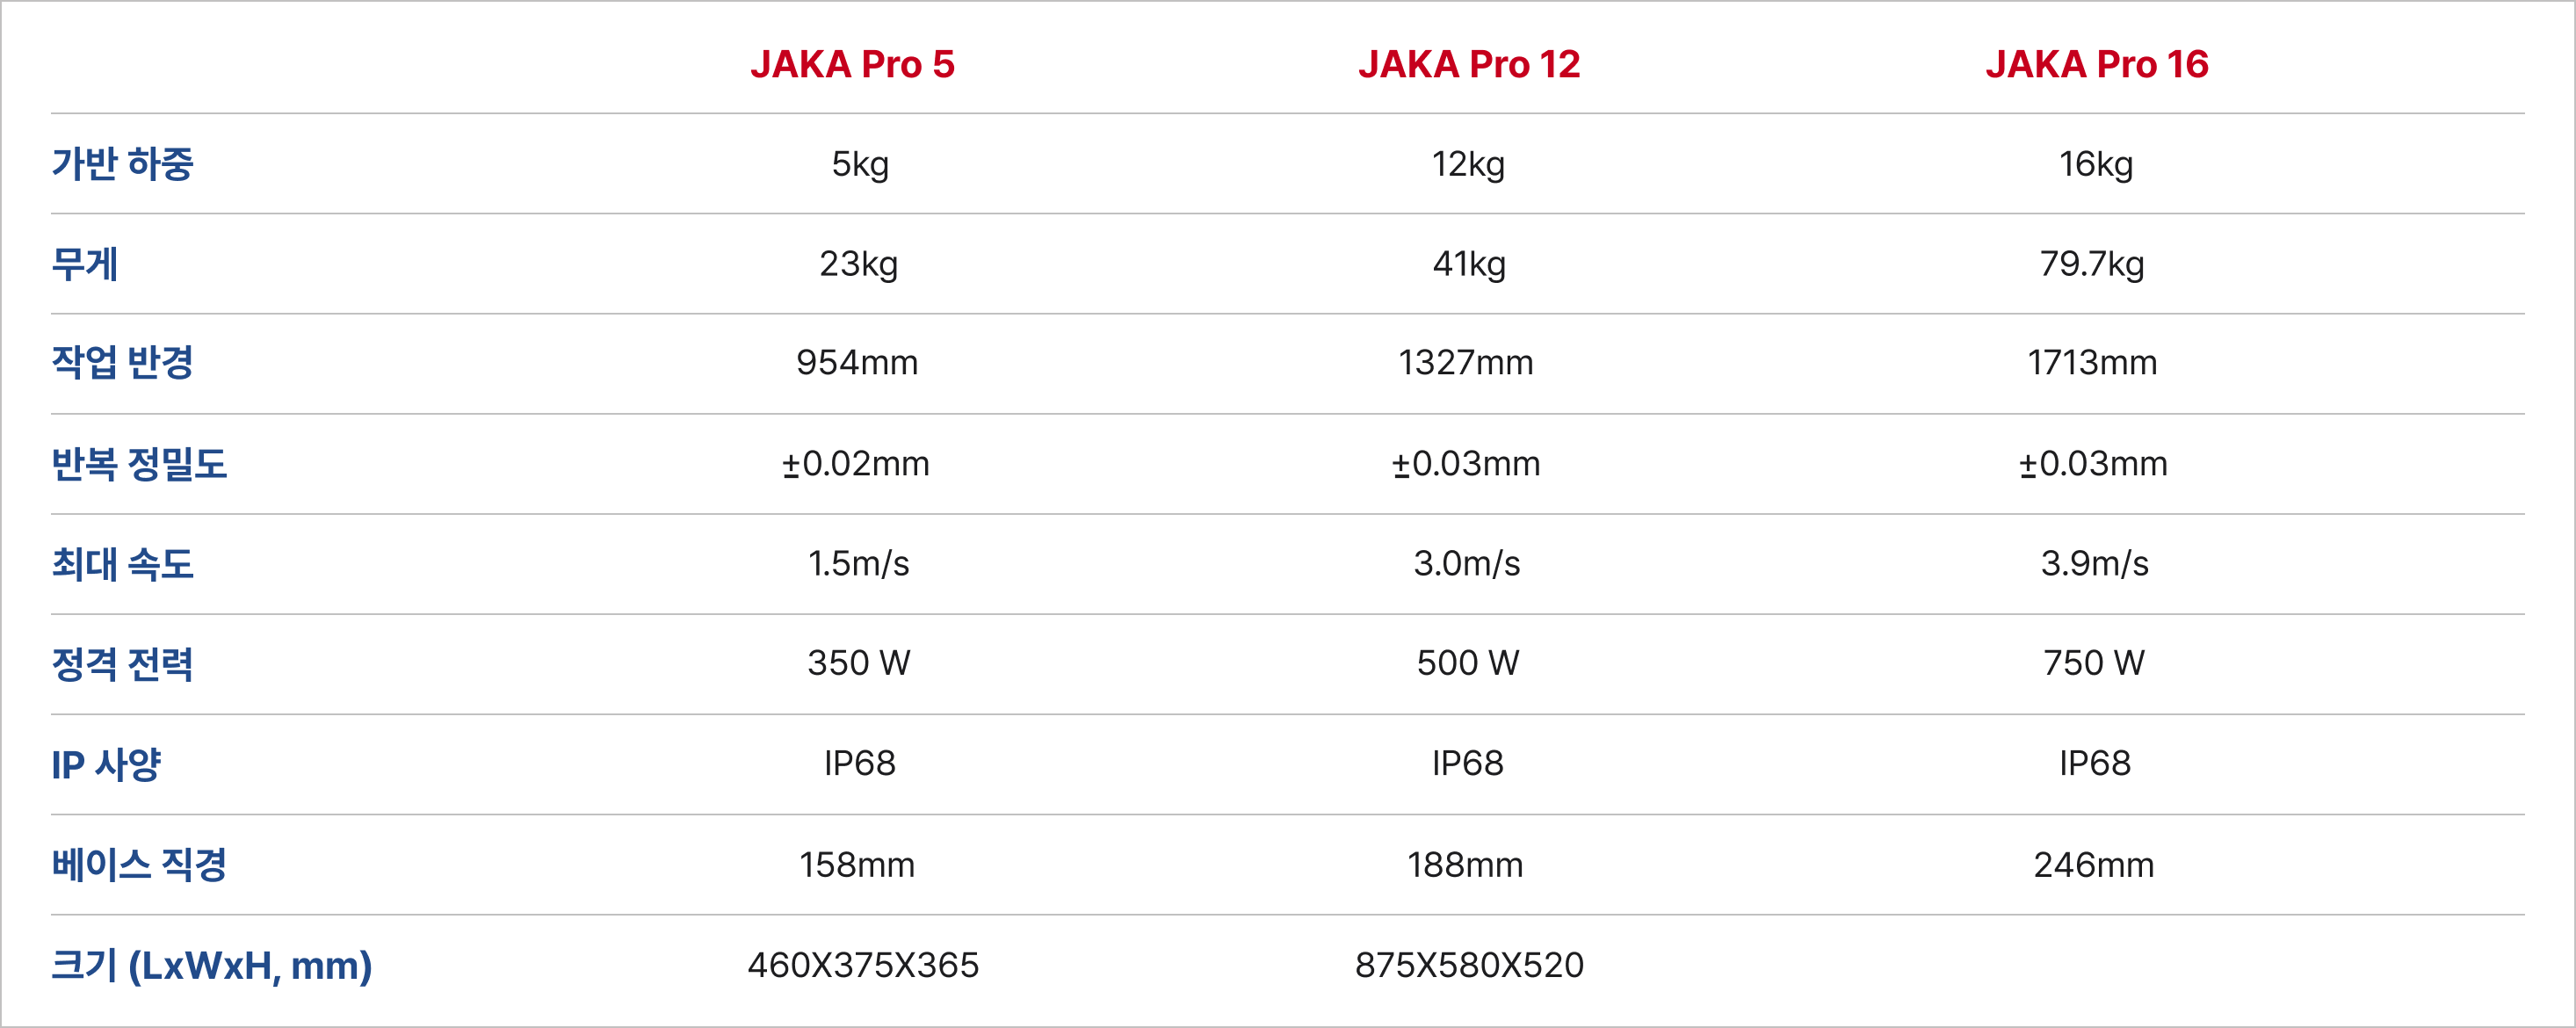 JAKA Pro 5 JAKA Pro 12 JAKA Pro 16
가반 하중 5kg 12kg 16kg
무게 23kg 41kg 79.7kg
작업 반경 954mm 1327mm 1713mm
반복 정밀도 ±0.02mm ±0.03mm ±0.03mm
최대 속도 1.5m/s 3.0m/s 3.9m/s
정격 전력 350 W 500 W 750 W
IP 사양 IP68 IP68 IP68
베이스 직경 158mm 188mm 246mm
크기 (LxWxH, mm) 460X375X365 875X580X520